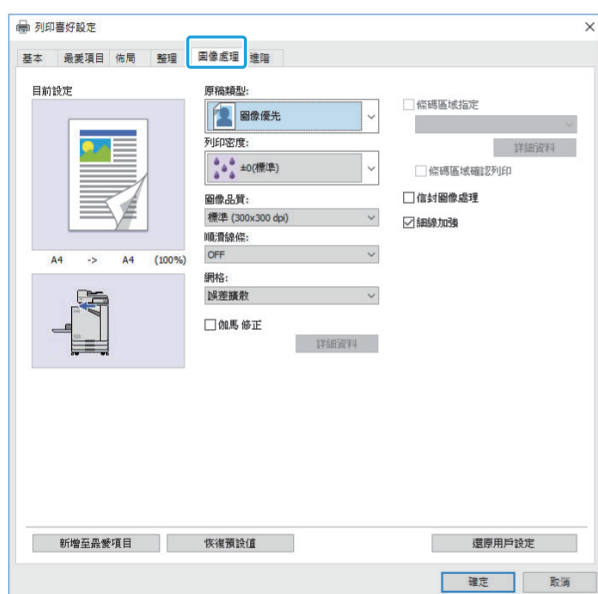 列印喜好設定
基本 最愛項目 佈局 整理 圖像處理 進階
目前設定
A4 -> A4 (100%)
原稿類型:
圖像優先
列印密度:
±0(標準)
圖像品質:
標準 (300x300 dpi)
順滑線條:
OFF
網格:
誤差擴散
伽馬 修正
詳細資料
條碼區域指定
詳細資料
條碼區域確認列印
信封圖像處理
細線加強
新增至最愛項目 恢復預設值 還原用戶設定
確定 取消